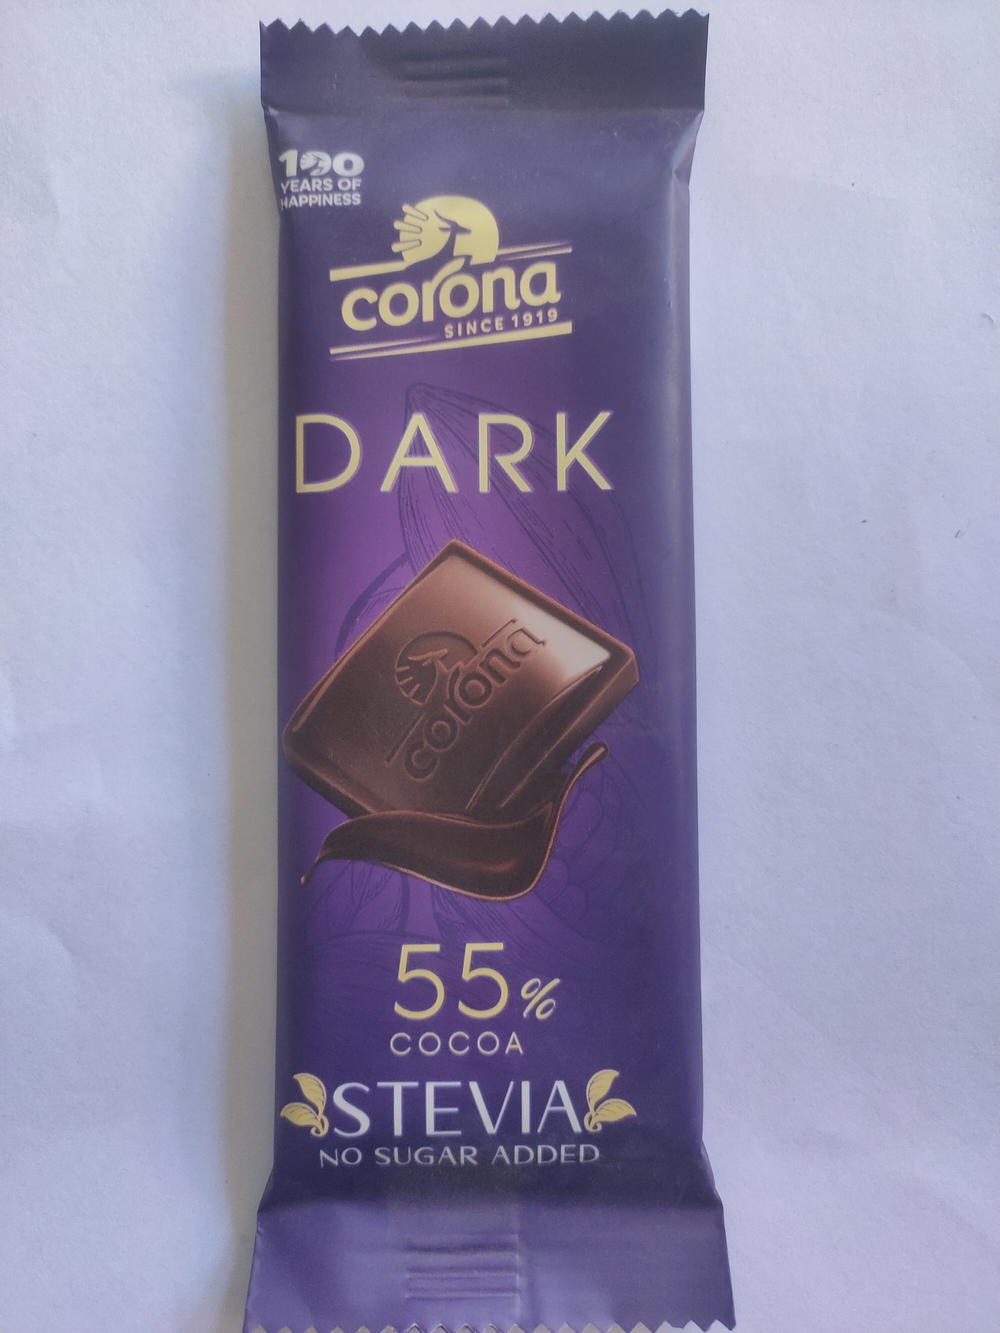 100
YEARS OF
HAPPINESS
corona
SINCE 1919
DARK
corona
55%
COCOA
STEVIA
NO SUGAR ADDED